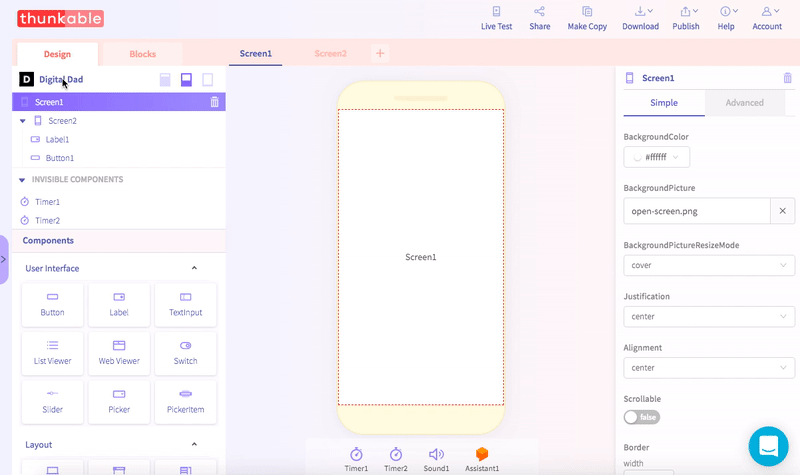 thunkable
Live Test
Share
Make Copy
Download
Publish
Help
Account
Design
Blocks
Screen1
Screen2
+
D
Digital Dad
Screen1
Screen2
Label1
Button1
INVISIBLE COMPONENTS
Timer1
Timer2
Components
User Interface
Button
Label
TextInput
List Viewer
Web Viewer
Switch
Slider
Picker
PickerItem
Layout
Screen1
Timer1
Timer2
Sound1
Assistant1
Screen1
Simple
Advanced
BackgroundColor
#ffffff
BackgroundPicture
open-screen.png
BackgroundPictureResizeMode
cover
Justification
center
Alignment
center
Scrollable
false
Border
width